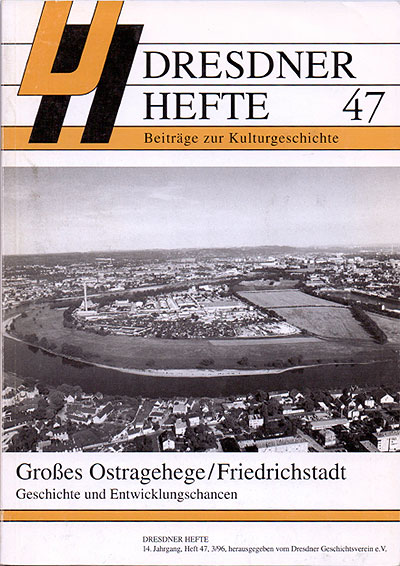 DRESDNER
HEFTE 47
Beiträge zur Kulturgeschichte
Großes Ostragehege/Friedrichstadt
Geschichte und Entwicklungschancen
DRESDNER HEFTE
14. Jahrgang, Heft 47, 3/96, herausgegeben vom Dresdner Geschichtsverein e.V.